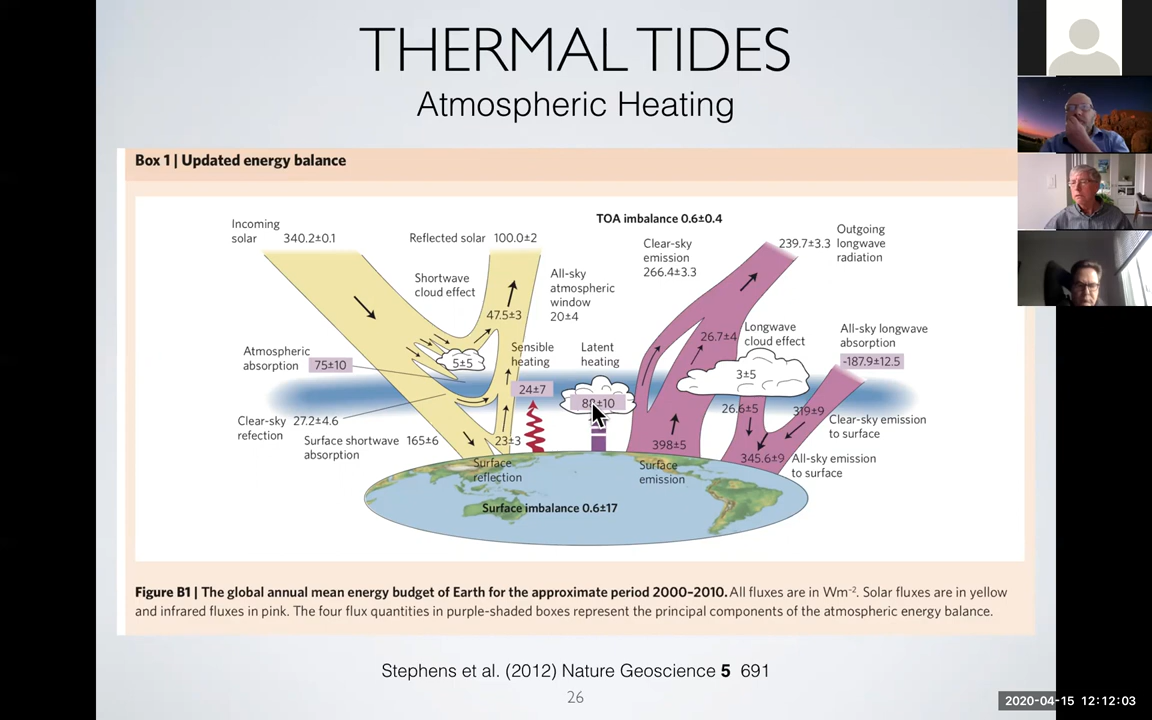 THERMAL TIDES
Atmospheric Heating
Box 1 | Updated energy balance
TOA imbalance 0.6±0.4
Incoming
solar
340.2±0.1
Reflected solar 100.0±2
Clear-sky
emission
266.4±3.3
239.7±3.3
Outgoing
longwave
radiation
Shortwave
cloud effect
All-sky
atmospheric
window
20±4
47.5±3
26.7±4
Longwave
cloud effect
All-sky longwave
absorption
-187.9±12.5
Atmospheric
absorption
75±10
5±5
Sensible
heating
24±7
Latent
heating
3±5
26.6±5
319±9
Clear-sky
refection
27.2±4.6
Clear-sky emission
to surface
Surface shortwave
absorption
165±6
23±3
398±5
345.6±9
All-sky emission
to surface
Surface
reflection
Surface
emission
Surface imbalance 0.6±17
Figure B1 | The global annual mean energy budget of Earth for the approximate period 2000–2010. All fluxes are in Wm⁻². Solar fluxes are in yellow
and infrared fluxes in pink. The four flux quantities in purple-shaded boxes represent the principal components of the atmospheric energy balance.
Stephens et al. (2012) Nature Geoscience 5 691
26
2020-04-15 12:12:03